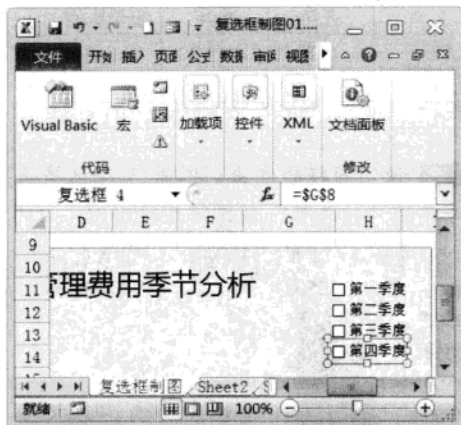 复选框制图01....
文件 开始 插入 页面 公式 数据 审阅 视图
Visual Basic 宏 加载项 控件 XML 文档面板
代码 修改
复选框 4 fx =$G$8
D E F G H
9
10
11 管理费用季节分析 第一季度
12 第二季度
13 第三季度
14 第四季度
复选框制图 Sheet2 S
就绪 100%